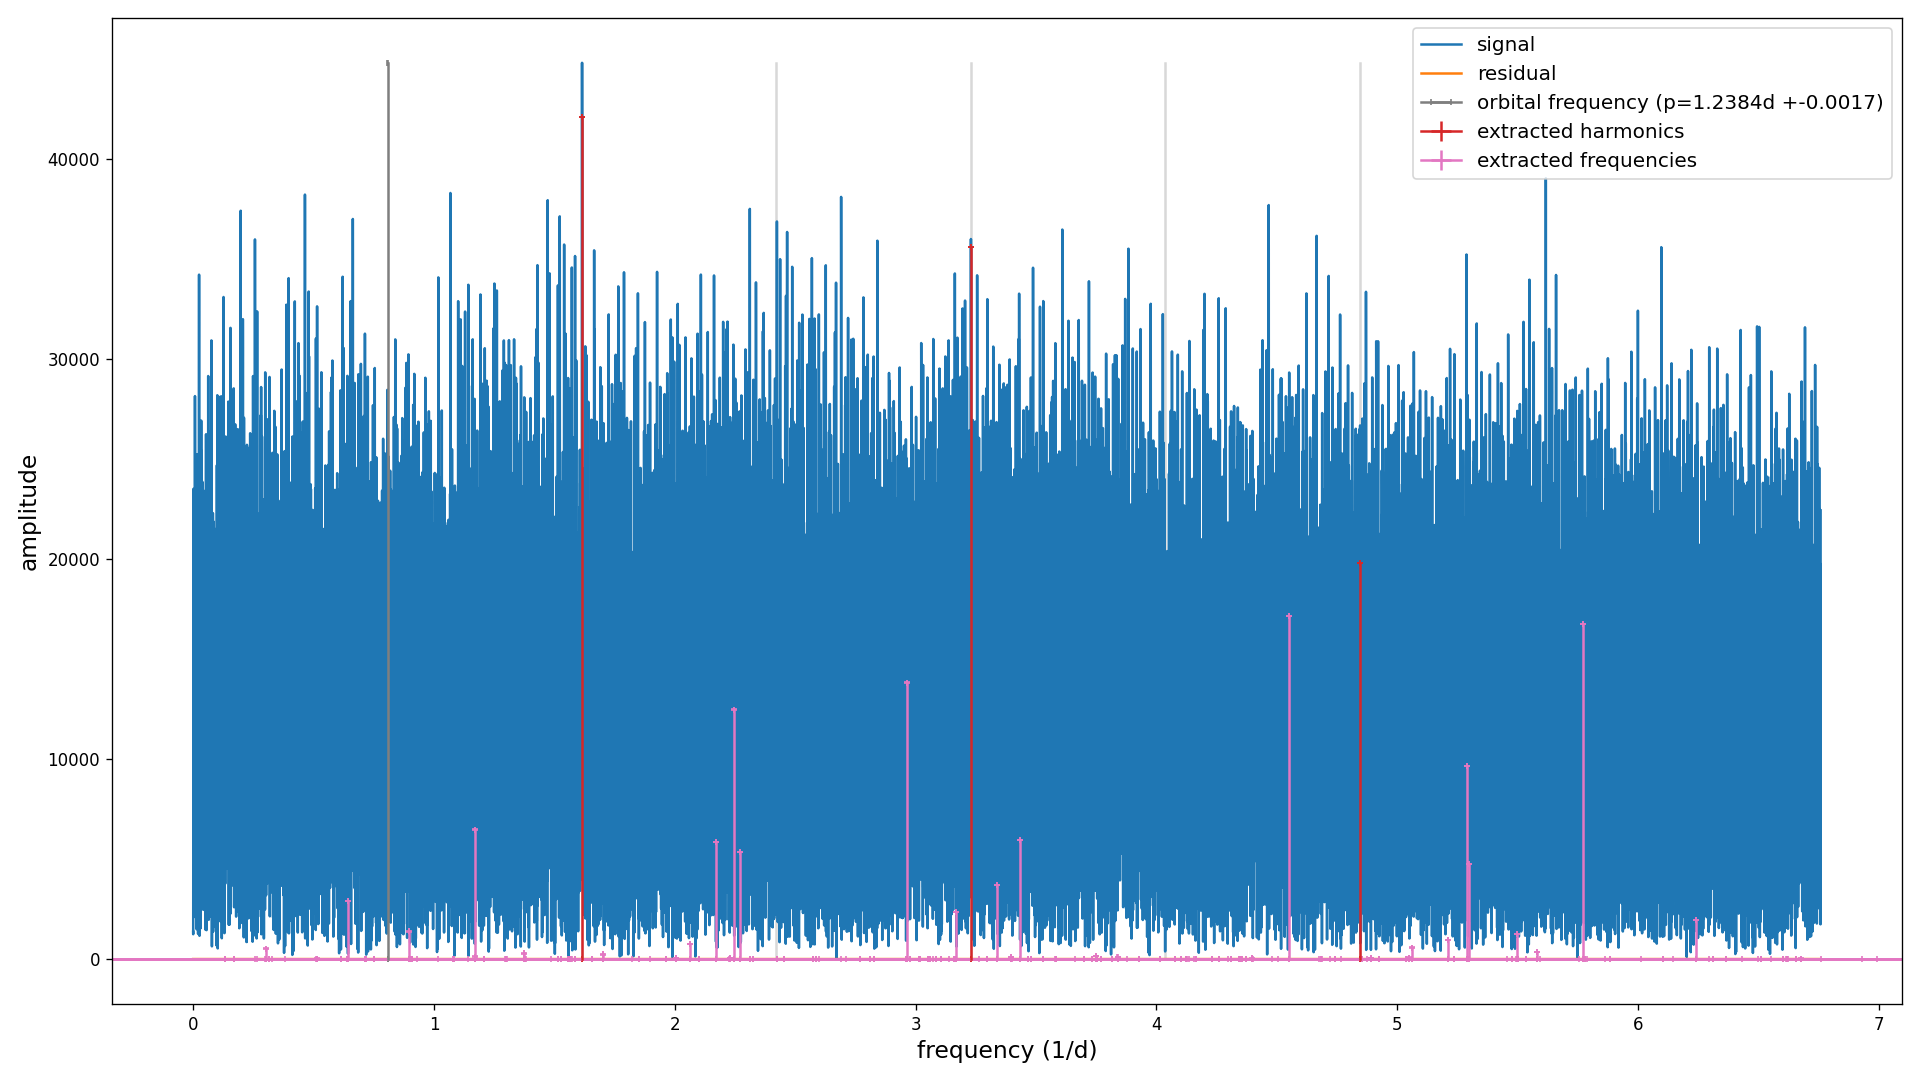 signal
residual
orbital frequency (p=1.2384d +-0.0017)
extracted harmonics
extracted frequencies
amplitude
40000
30000
20000
10000
0
0 1 2 3 4 5 6 7
frequency (1/d)